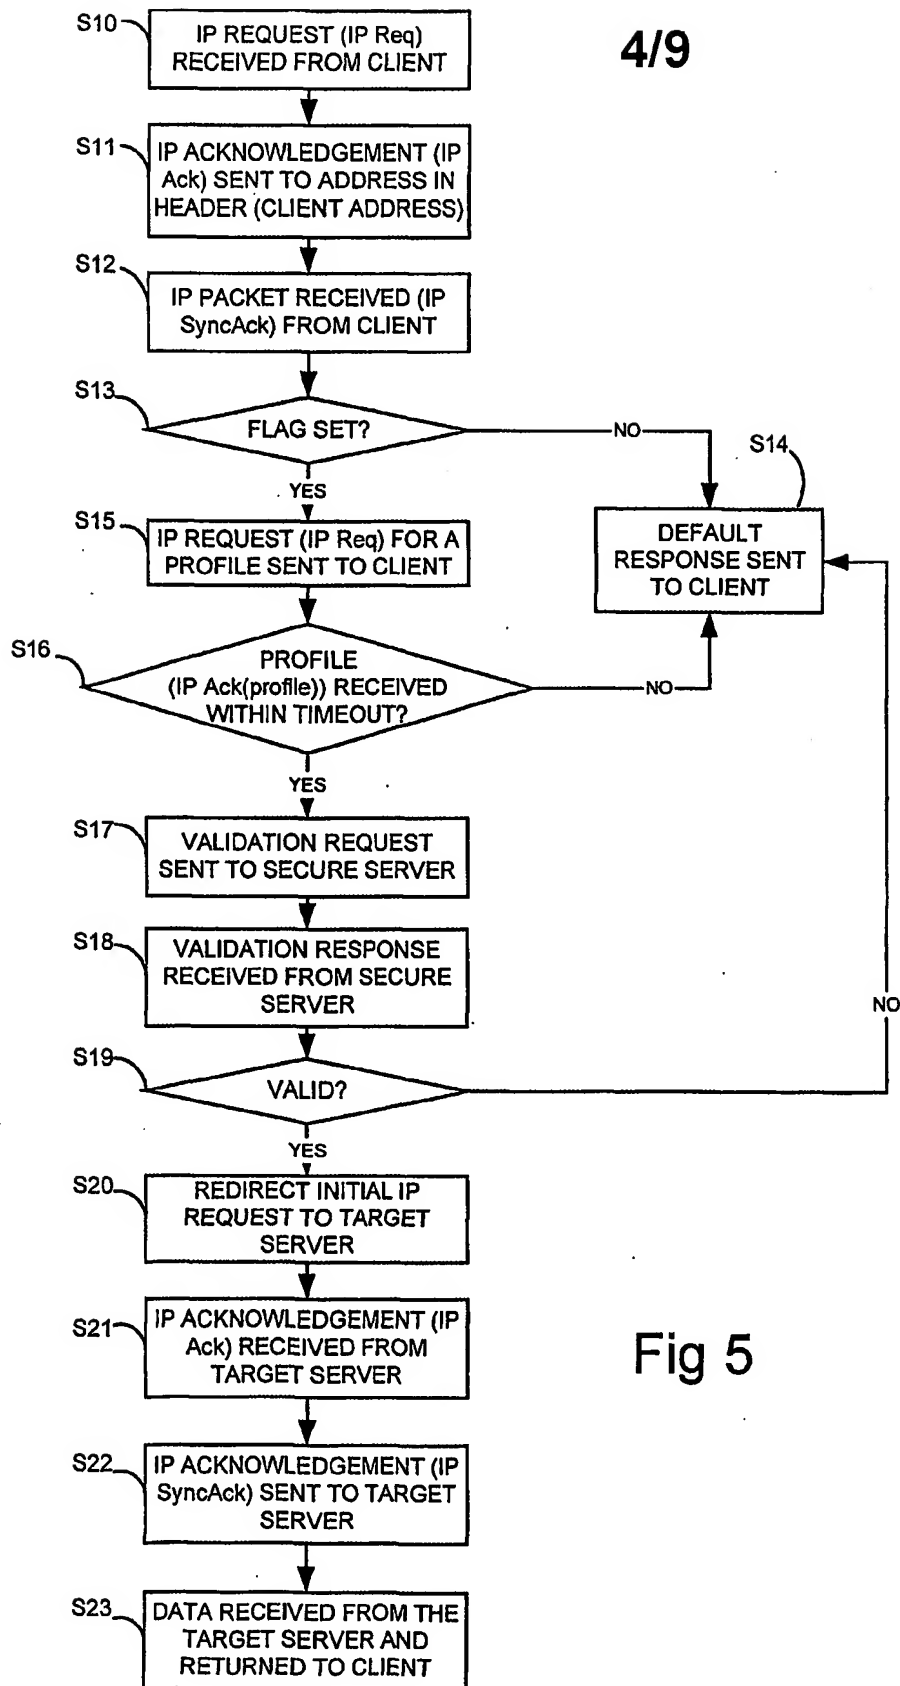 4/9
S10
IP REQUEST (IP Req)
RECEIVED FROM CLIENT
S11
IP ACKNOWLEDGEMENT (IP
Ack) SENT TO ADDRESS IN
HEADER (CLIENT ADDRESS)
S12
IP PACKET RECEIVED (IP
SyncAck) FROM CLIENT
S13
FLAG SET?
NO
YES
S14
DEFAULT
RESPONSE SENT
TO CLIENT
S15
IP REQUEST (IP Req) FOR A
PROFILE SENT TO CLIENT
S16
PROFILE
(IP Ack(profile)) RECEIVED
WITHIN TIMEOUT?
NO
YES
S17
VALIDATION REQUEST
SENT TO SECURE SERVER
S18
VALIDATION RESPONSE
RECEIVED FROM SECURE
SERVER
NO
S19
VALID?
YES
S20
REDIRECT INITIAL IP
REQUEST TO TARGET
SERVER
S21
IP ACKNOWLEDGEMENT (IP
Ack) RECEIVED FROM
TARGET SERVER
Fig 5
S22
IP ACKNOWLEDGEMENT (IP
SyncAck) SENT TO TARGET
SERVER
S23
DATA RECEIVED FROM THE
TARGET SERVER AND
RETURNED TO CLIENT